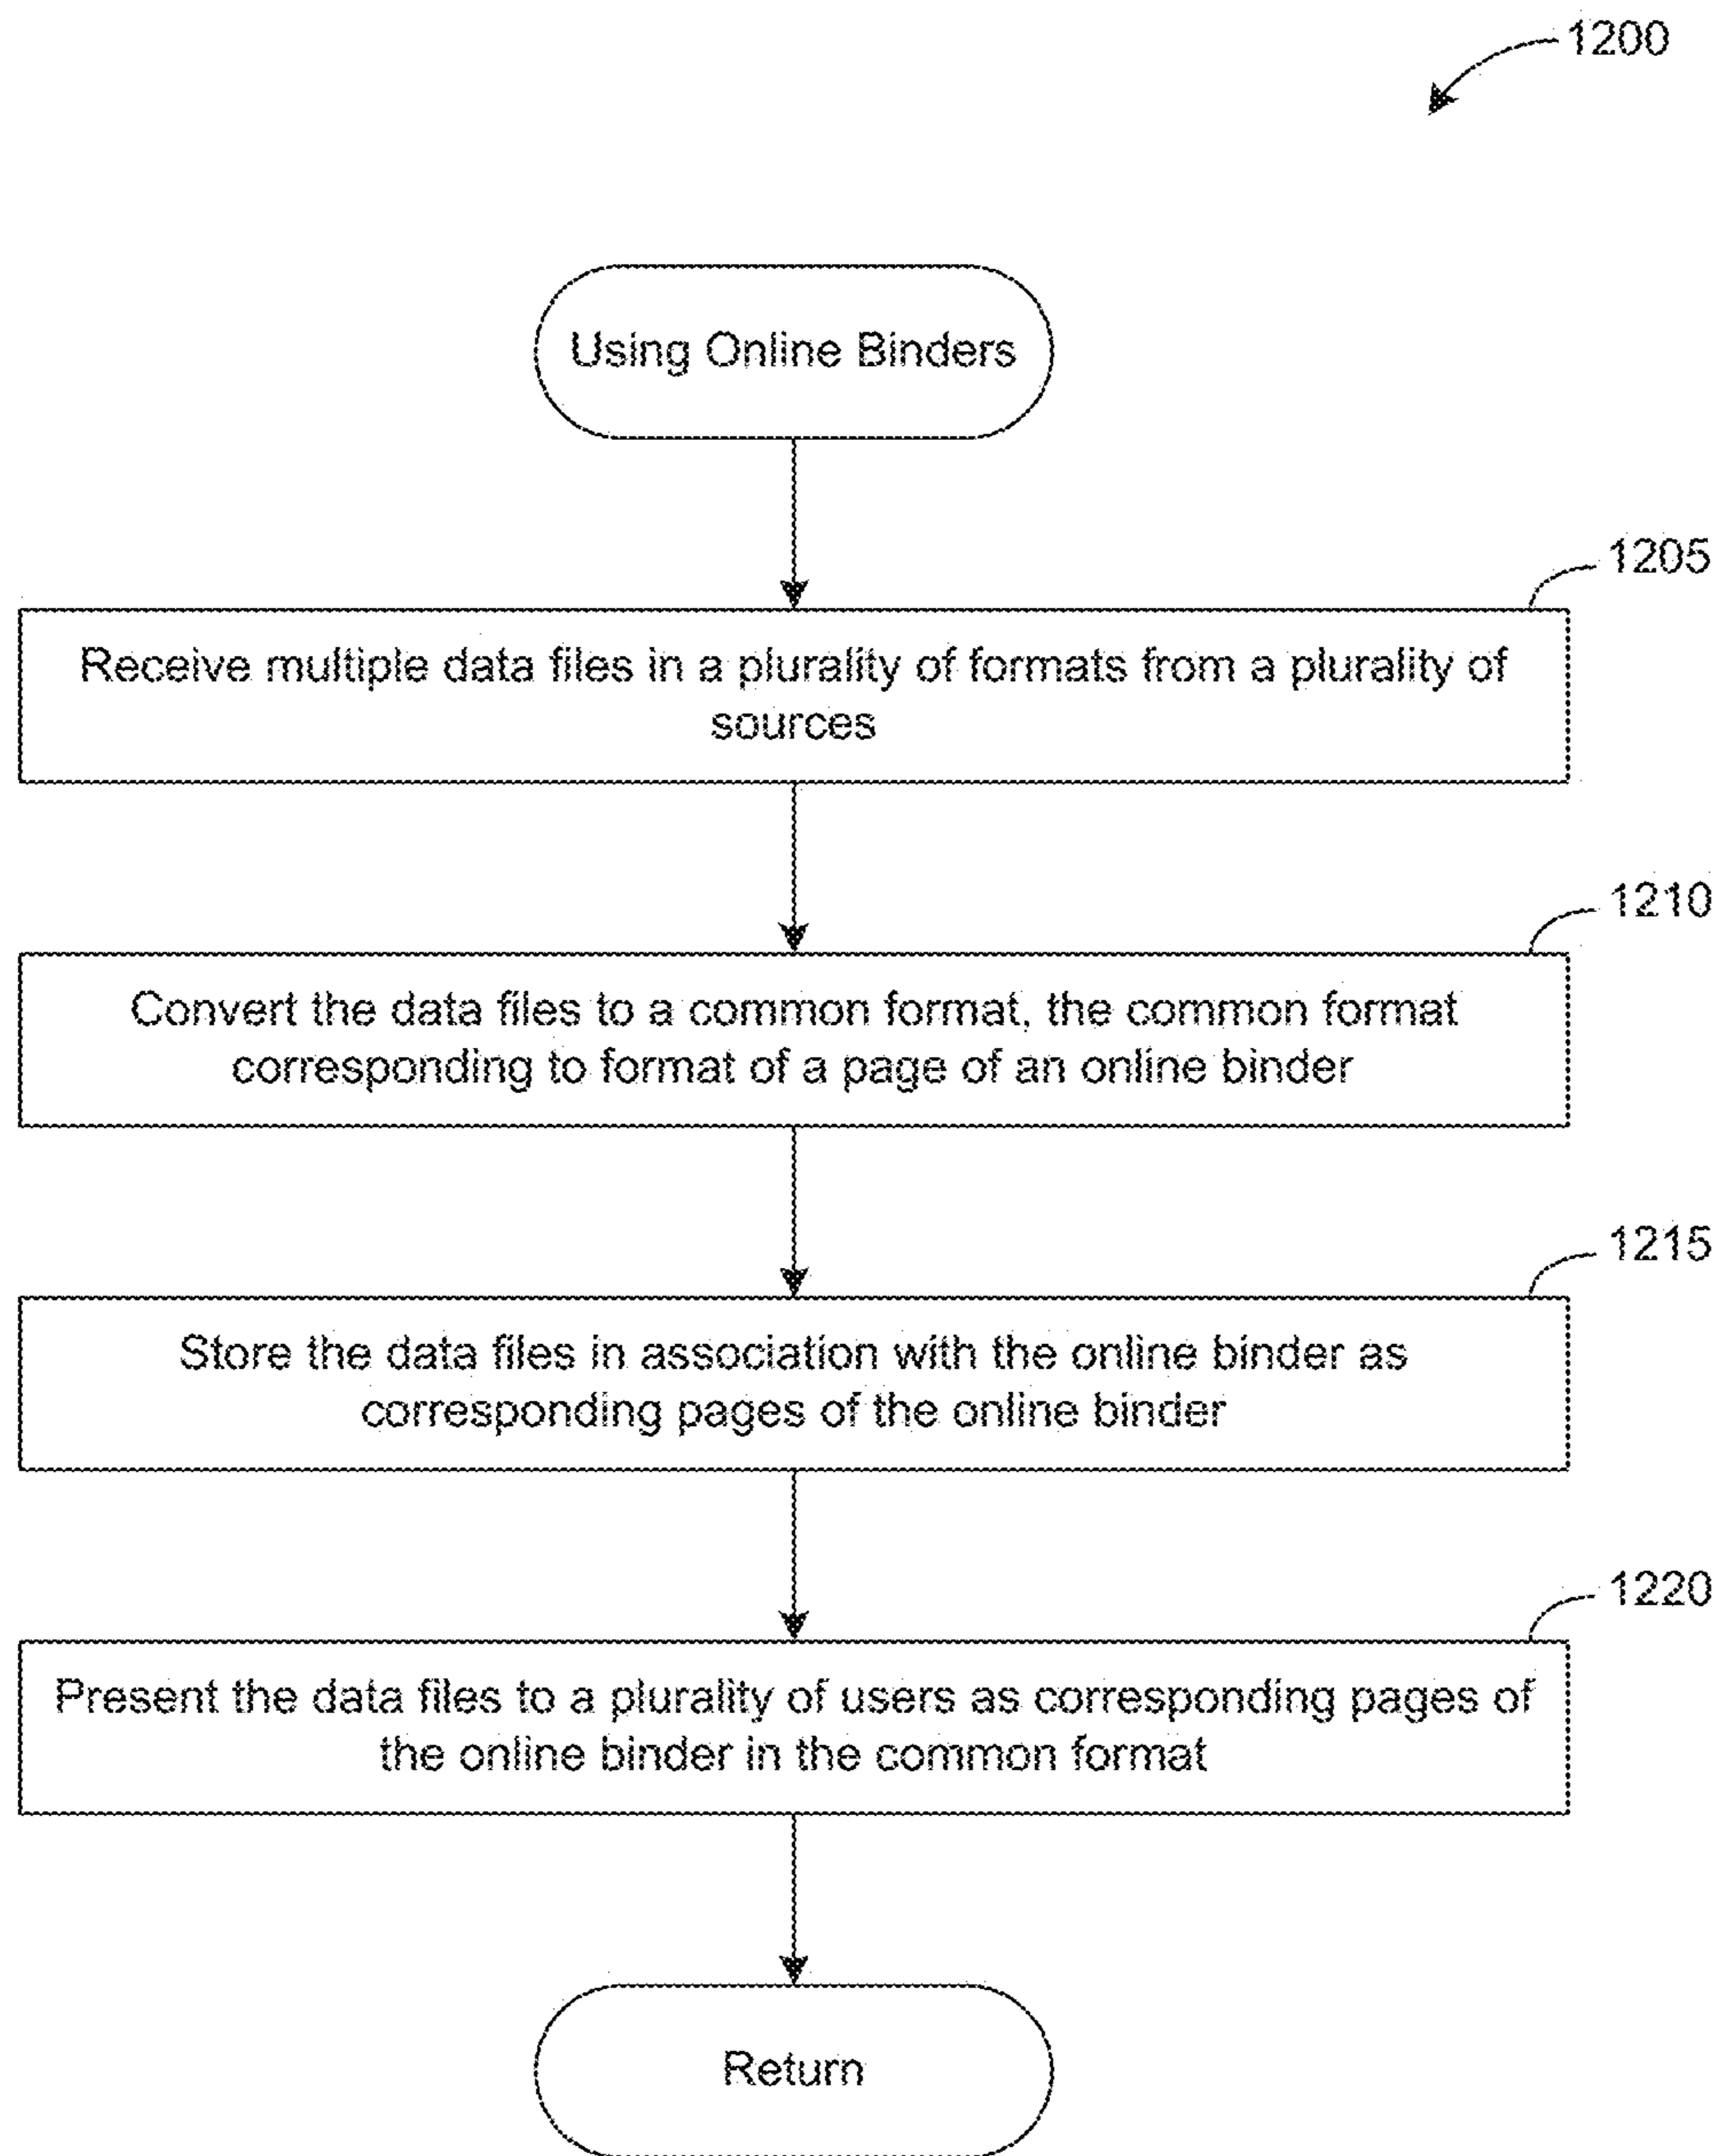 1200
Using Online Binders
1205
Receive multiple data files in a plurality of formats from a plurality of
sources
1210
Convert the data files to a common format, the common format
corresponding to format of a page of an online binder
1215
Store the data files in association with the online binder as
corresponding pages of the online binder
1220
Present the data files to a plurality of users as corresponding pages of
the online binder in the common format
Return